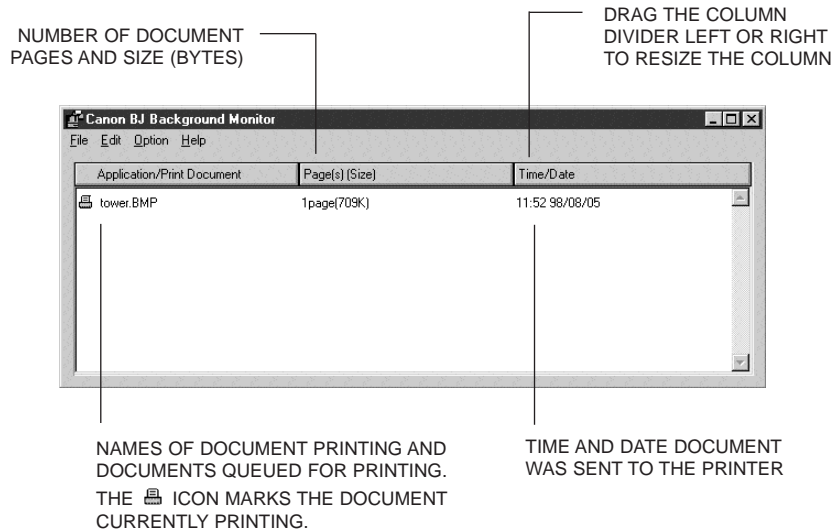 NUMBER OF DOCUMENT
PAGES AND SIZE (BYTES)
DRAG THE COLUMN
DIVIDER LEFT OR RIGHT
TO RESIZE THE COLUMN
Canon BJ Background Monitor
File Edit Option Help
Application/Print Document Page(s) (Size) Time/Date
tower.BMP 1page(709K) 11:52 98/08/05
NAMES OF DOCUMENT PRINTING AND
DOCUMENTS QUEUED FOR PRINTING.
THE ICON MARKS THE DOCUMENT
CURRENTLY PRINTING.
TIME AND DATE DOCUMENT
WAS SENT TO THE PRINTER